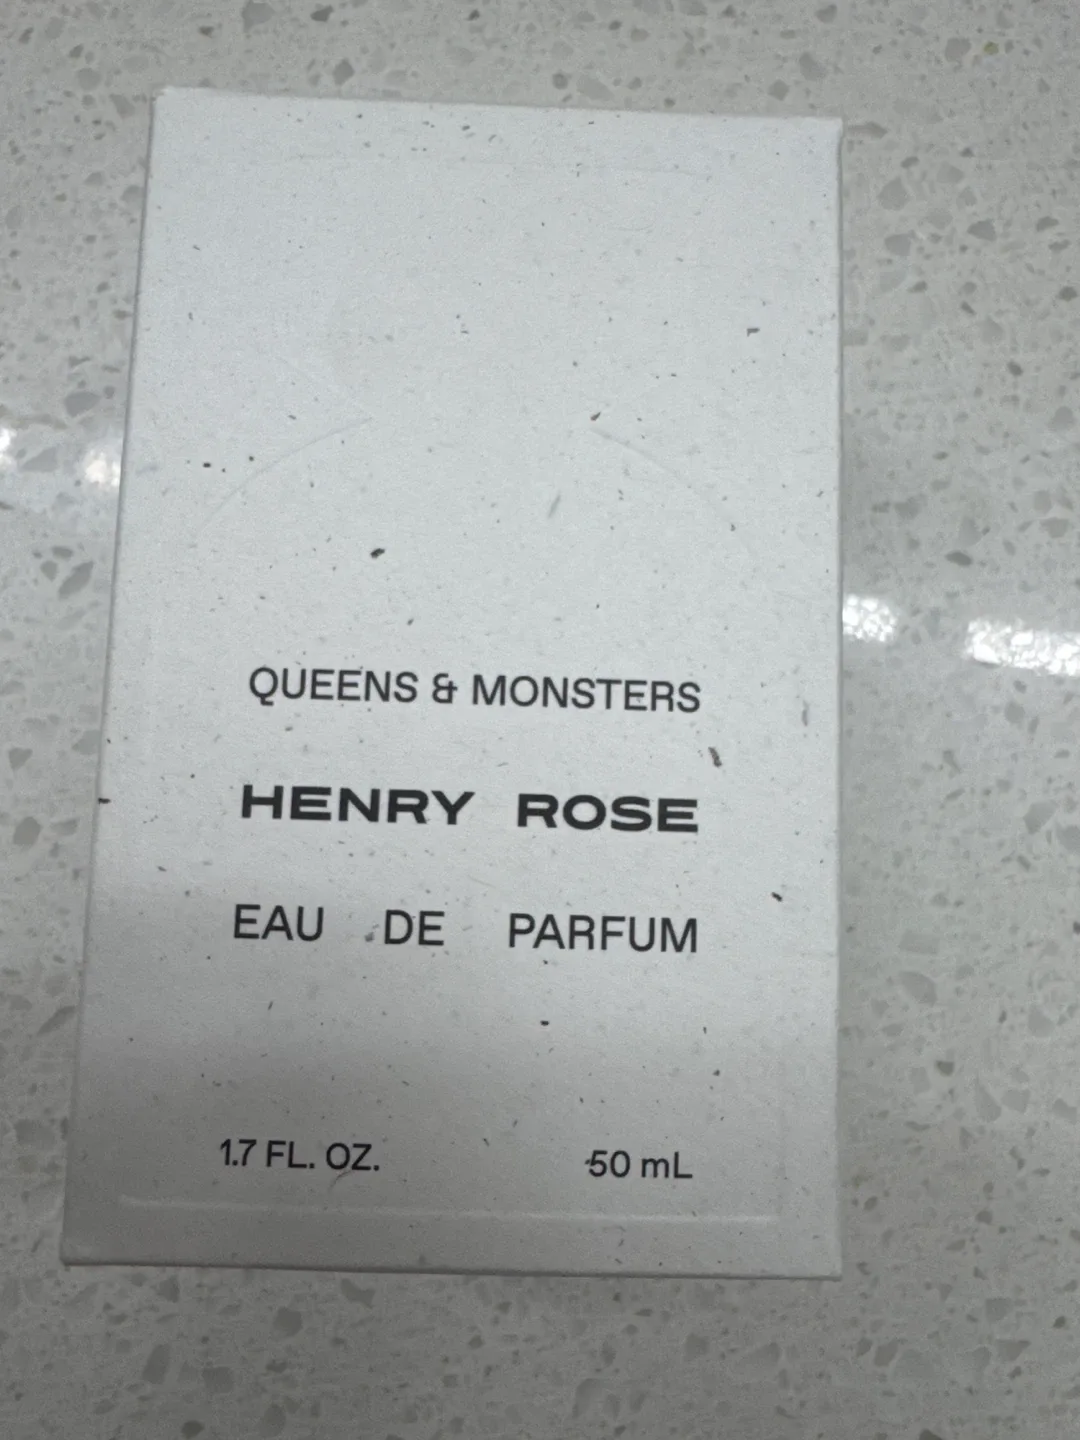 QUEENS & MONSTERS
HENRY ROSE
EAU DE PARFUM
1.7 FL. OZ. 50 mL